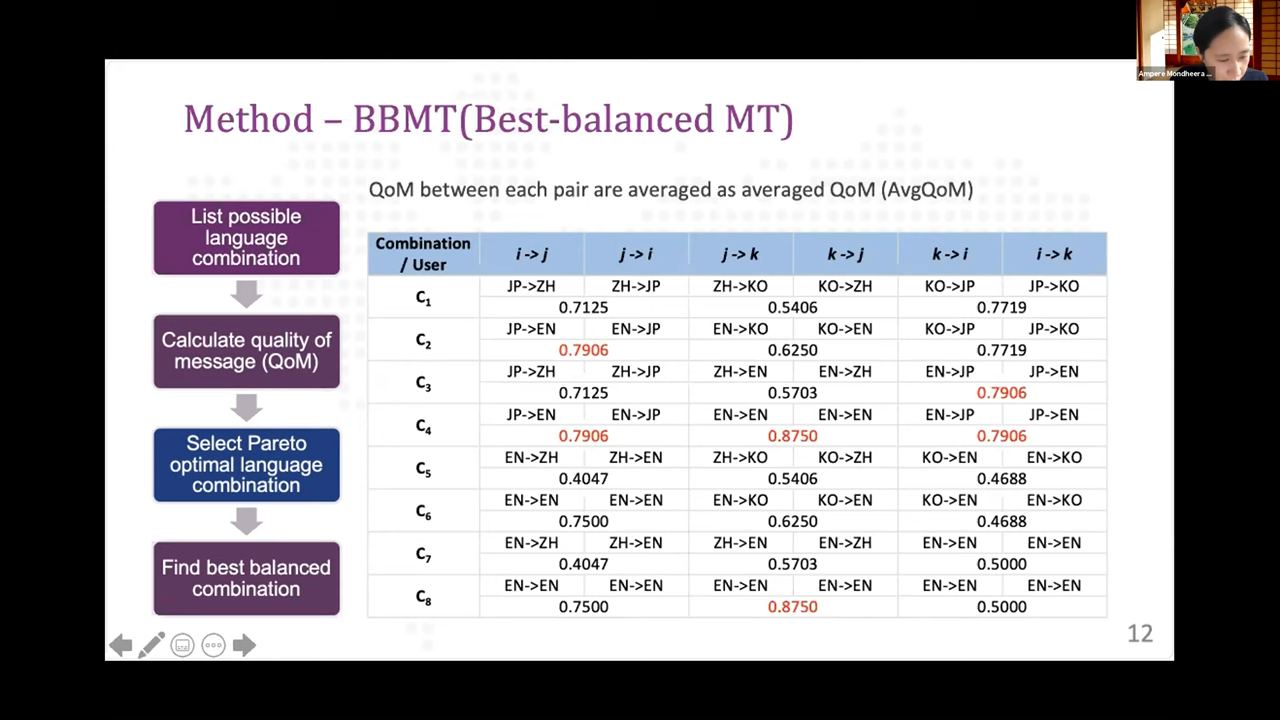 Ampere Mondheera ...
Method – BBMT(Best-balanced MT)
QoM between each pair are averaged as averaged QoM (AvgQoM)
List possible
language
combination
Calculate quality of
message (QoM)
Select Pareto
optimal language
combination
Find best balanced
combination
Combination
/ User
i -> j j -> i j -> k k -> j k -> i i -> k
C1
JP->ZH ZH->JP ZH->KO KO->ZH KO->JP JP->KO
0.7125 0.5406 0.7719
C2
JP->EN EN->JP EN->KO KO->EN KO->JP JP->KO
0.7906 0.6250 0.7719
C3
JP->ZH ZH->JP ZH->EN EN->ZH EN->JP JP->EN
0.7125 0.5703 0.7906
C4
JP->EN EN->JP EN->EN EN->EN EN->JP JP->EN
0.7906 0.8750 0.7906
C5
EN->ZH ZH->EN ZH->KO KO->ZH KO->EN EN->KO
0.4047 0.5406 0.4688
C6
EN->EN EN->EN EN->KO KO->EN KO->EN EN->KO
0.7500 0.6250 0.4688
C7
EN->ZH ZH->EN ZH->EN EN->ZH EN->EN EN->EN
0.4047 0.5703 0.5000
C8
EN->EN EN->EN EN->EN EN->EN EN->EN EN->EN
0.7500 0.8750 0.5000
12